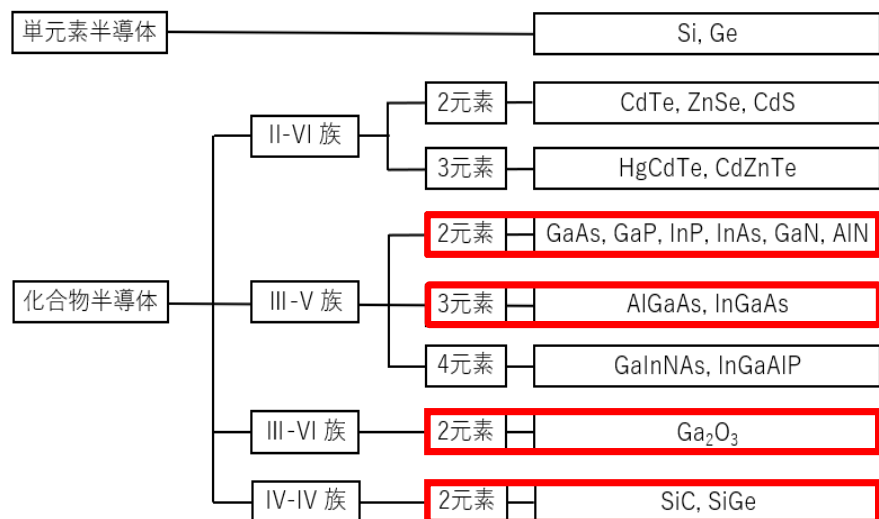 単元素半導体
Si, Ge
II-VI 族
2元素
CdTe, ZnSe, CdS
3元素
HgCdTe, CdZnTe
化合物半導体
III-V 族
2元素
GaAs, GaP, InP, InAs, GaN, AlN
3元素
AlGaAs, InGaAs
4元素
GaInNAs, InGaAlP
III-VI 族
2元素
Ga₂O₃
IV-IV 族
2元素
SiC, SiGe